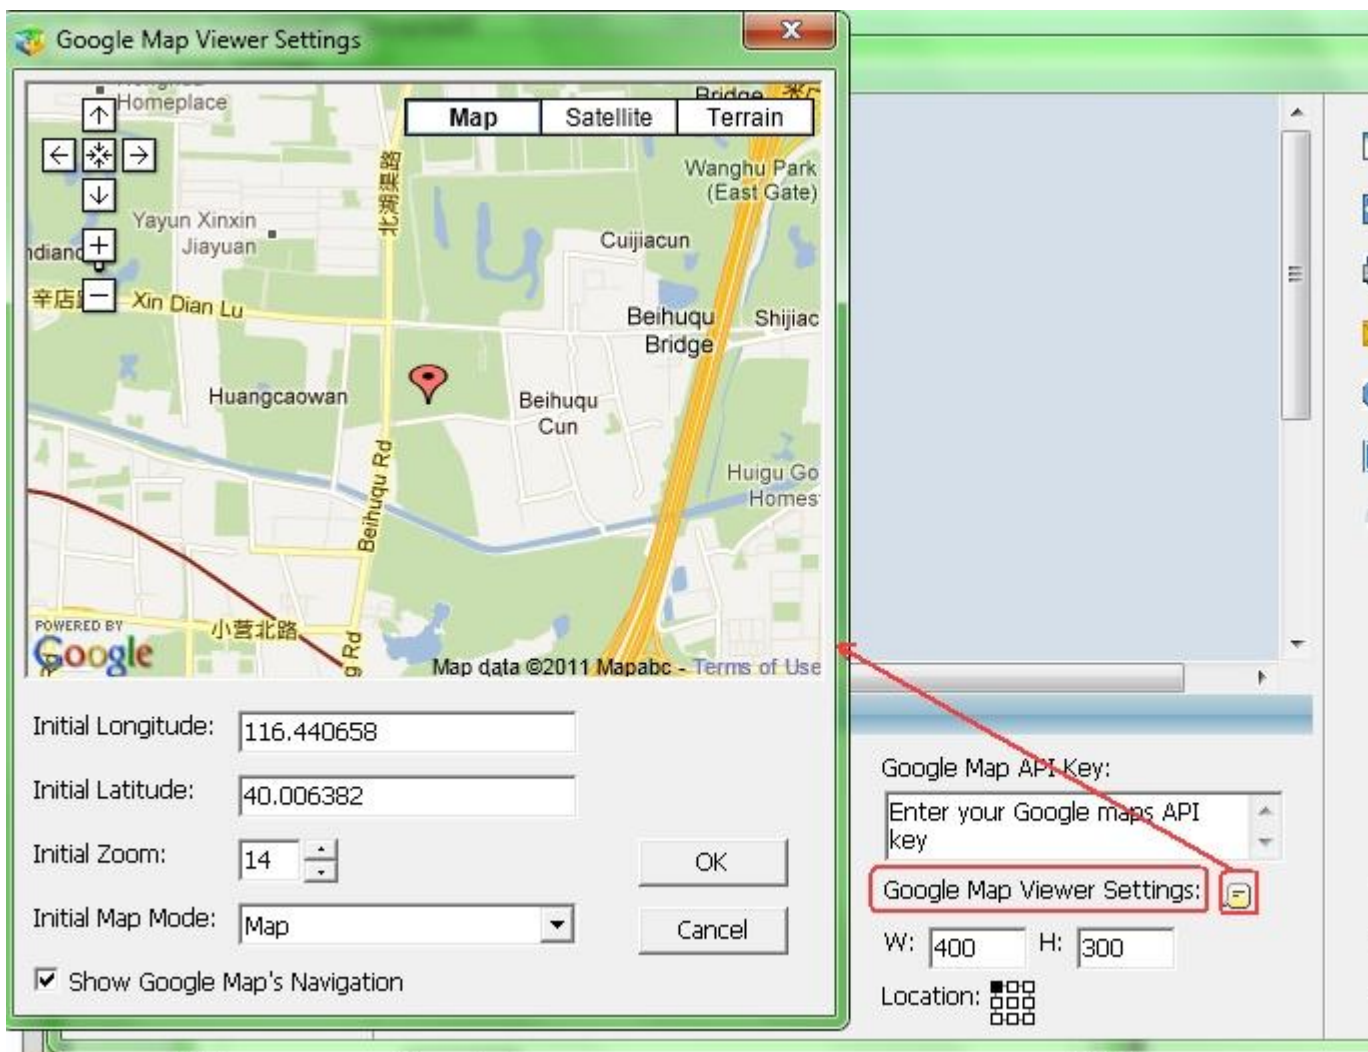 Google Map Viewer Settings
Homeplace
Bridge
Map Satellite Terrain
Wanghu Park
(East Gate)
北湖渠路
Yayun Xinxin
Jiayuan
Cuijiacun
辛店
Xin Dian Lu
Beihuqu
Bridge
Shijiac
Huangcaowan
Beihuqu
Cun
Beihuqu Rd
Huigu Go
Homes
POWERED BY
Google
小营北路
g Rd
Map data ©2011 Mapabc - Terms of Use
Initial Longitude: 116.440658
Initial Latitude: 40.006382
Initial Zoom: 14
OK
Initial Map Mode: Map
Cancel
Show Google Map's Navigation
Google Map API Key:
Enter your Google maps API
key
Google Map Viewer Settings:
W: 400 H: 300
Location: